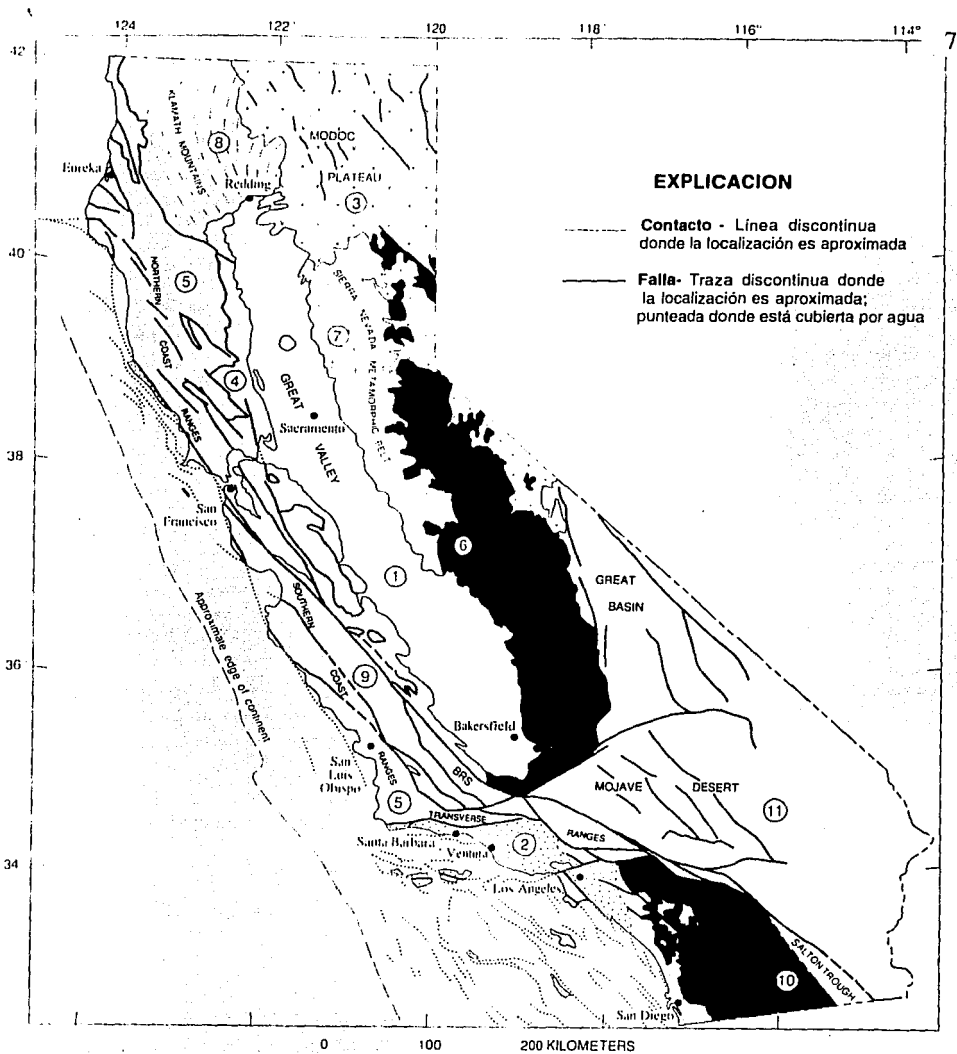 124 122 120 118 116 114°
7
42
KLAMATH MOUNTAINS
8
MODOC
PLATEAU
3
Eureka
Redding
EXPLICACION
Contacto - Línea discontinua
donde la localización es aproximada
Falla- Traza discontinua donde
la localización es aproximada;
punteada donde está cubierta por agua
40
NORTHERN
COAST
RANGES
5
4
GREAT
VALLEY
Sacramento
SIERRA
NEVADA METAMORPHIC BELT
7
38
San
Francisco
6
1
GREAT
BASIN
Approximate edge of continent
36
SOUTHERN
COAST
RANGES
9
Bakersfield
San
Luis
Obispo
BRS
5
MOJAVE DESERT
11
TRANSVERSE
RANGES
Santa Barbara
Ventura
2
Los Angeles
34
SALTON TROUGH
10
San Diego
0 100 200 KILOMETERS